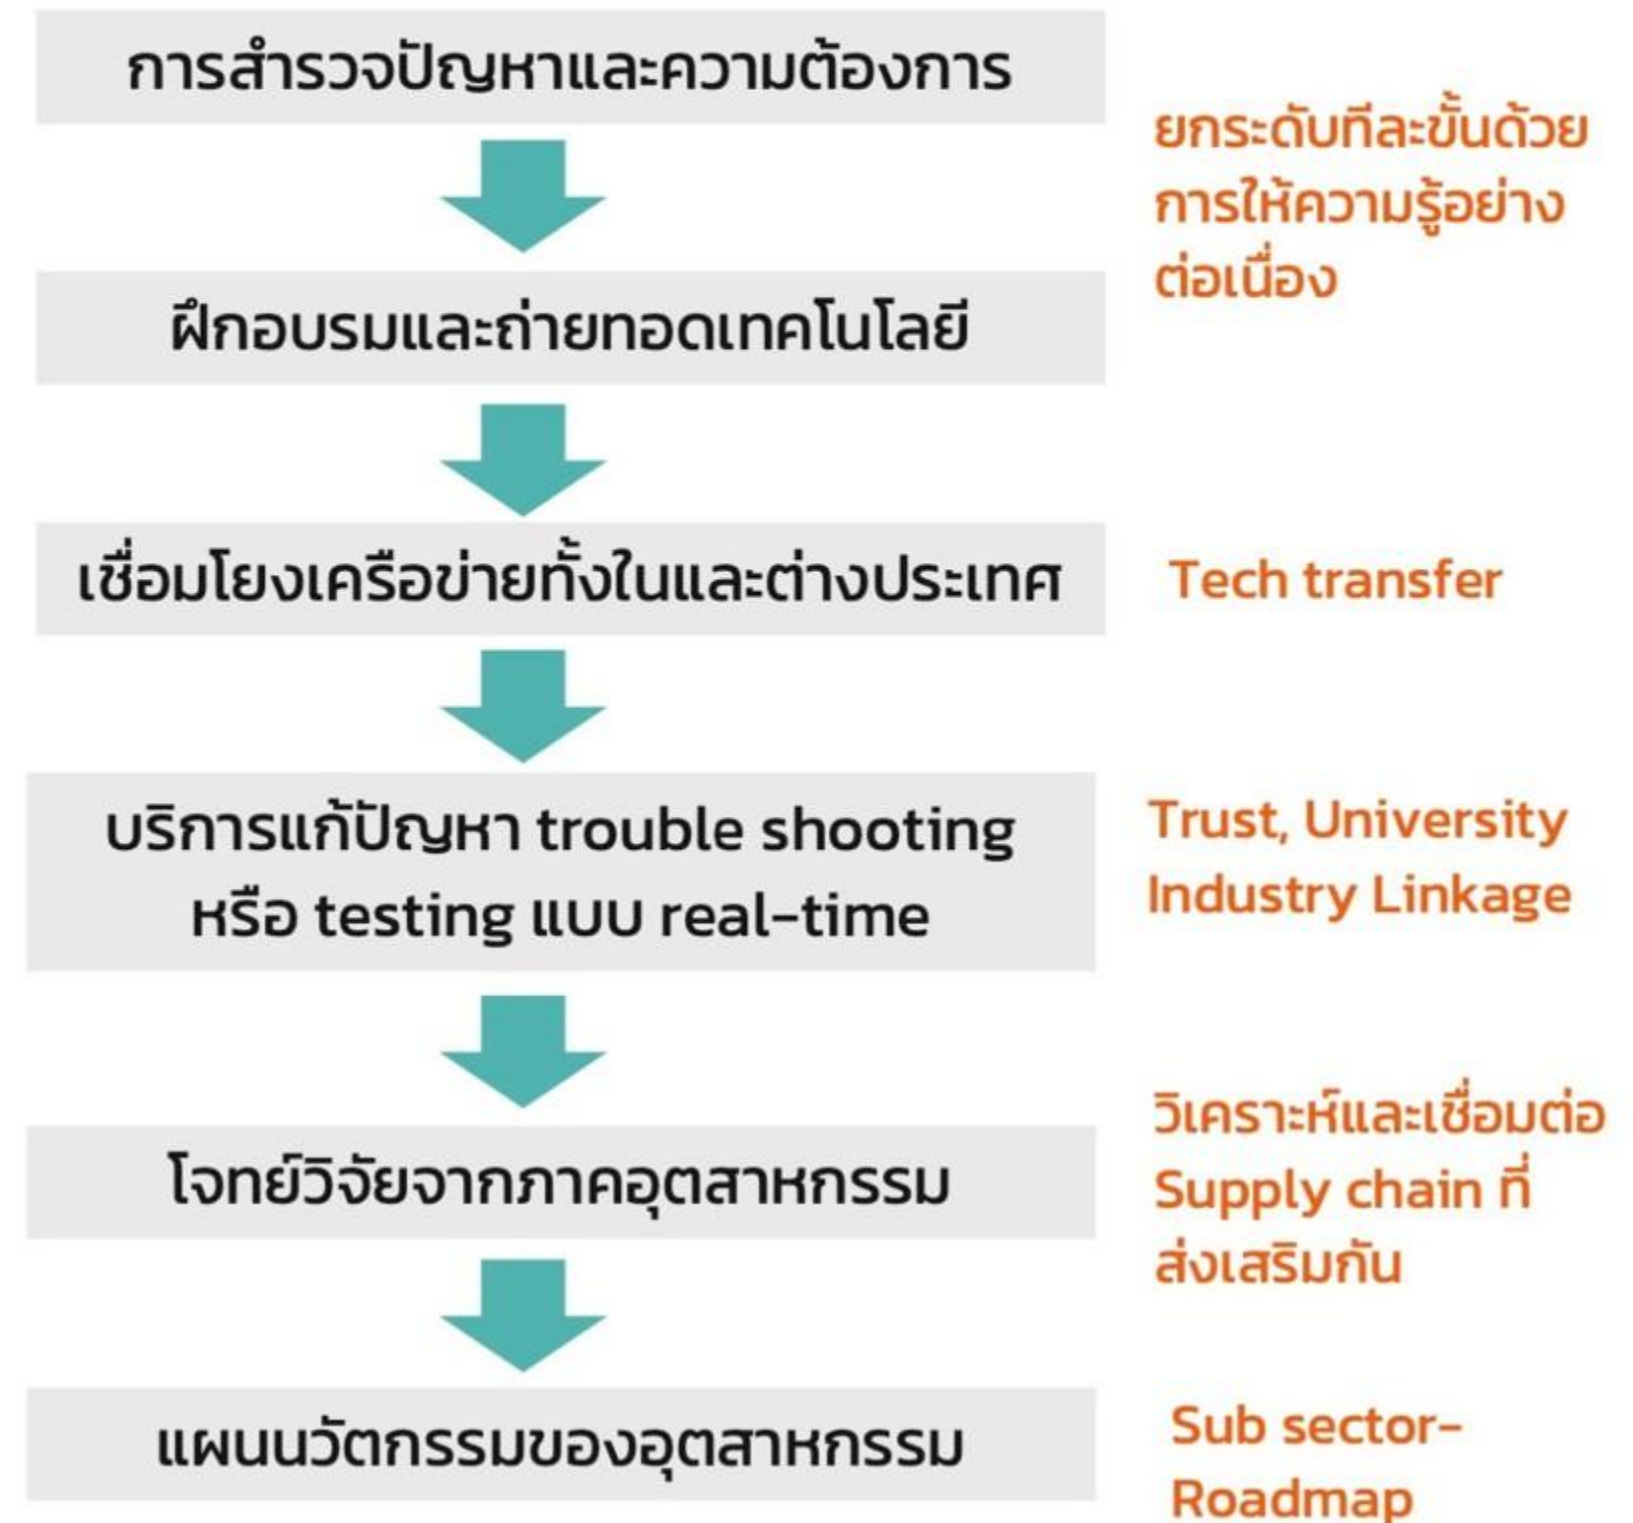 การสำรวจปัญหาและความต้องการ
ยกระดับทีละขั้นด้วย
การให้ความรู้อย่าง
ต่อเนื่อง
ฝึกอบรมและถ่ายทอดเทคโนโลยี
เชื่อมโยงเครือข่ายทั้งในและต่างประเทศ
Tech transfer
บริการแก้ปัญหา trouble shooting
หรือ testing แบบ real-time
Trust, University
Industry Linkage
โจทย์วิจัยจากภาคอุตสาหกรรม
วิเคราะห์และเชื่อมต่อ
Supply chain ที่
ส่งเสริมกัน
แผนนวัตกรรมของอุตสาหกรรม
Sub sector-
Roadmap